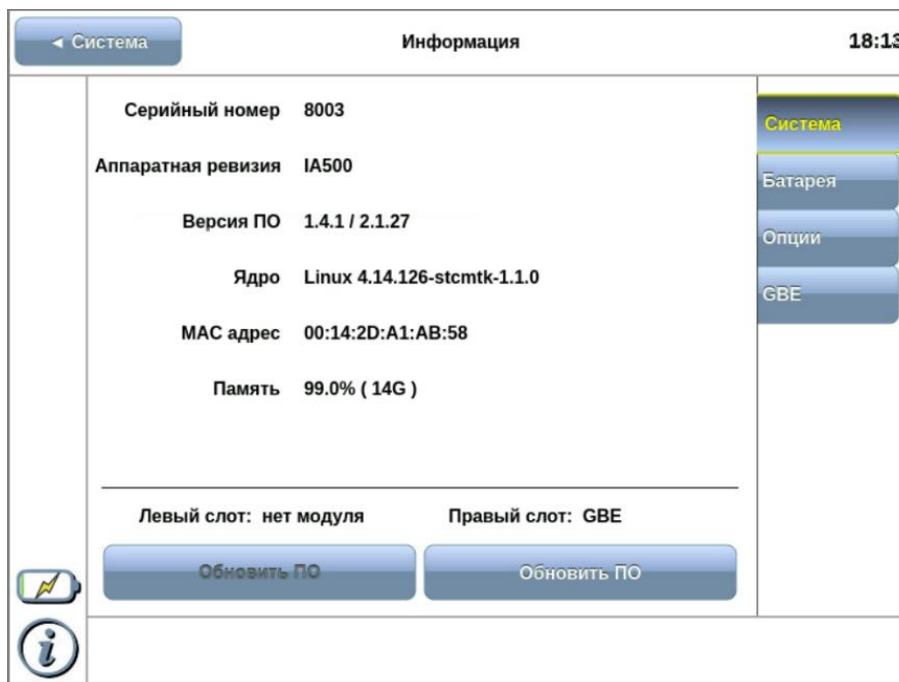 ◄ Система
Информация
18:13
Серийный номер 8003
Аппаратная ревизия IA500
Версия ПО 1.4.1 / 2.1.27
Ядро Linux 4.14.126-stcmtk-1.1.0
MAC адрес 00:14:2D:A1:AB:58
Память 99.0% ( 14G )
Левый слот: нет модуля Правый слот: GBE
Обновить ПО Обновить ПО
Система
Батарея
Опции
GBE
i